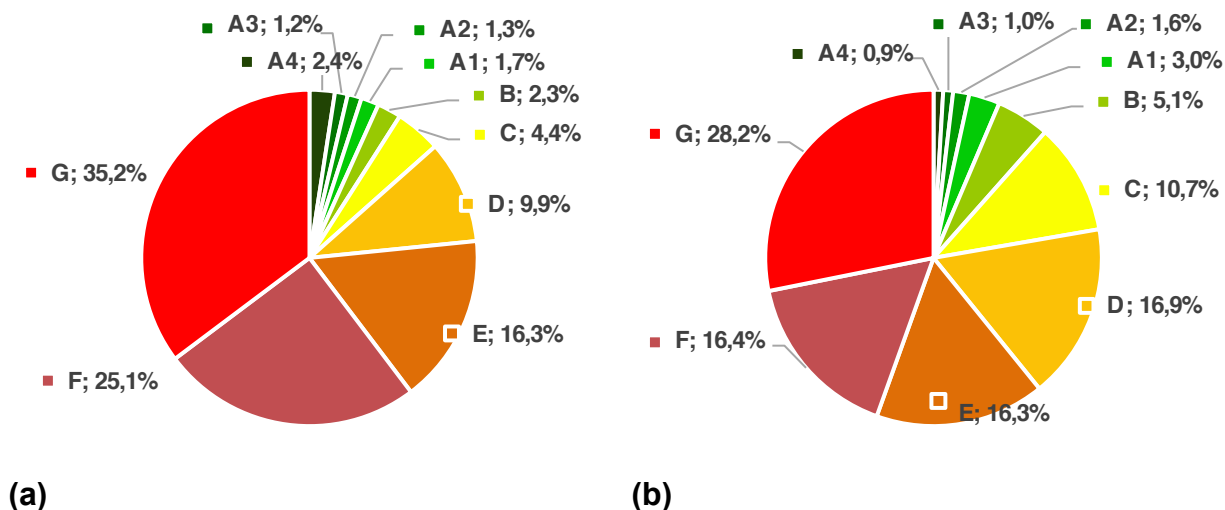 A3; 1,2%
A2; 1,3%
A4; 2,4%
A1; 1,7%
B; 2,3%
C; 4,4%
G; 35,2%
D; 9,9%
E; 16,3%
F; 25,1%
(a)
A3; 1,0%
A2; 1,6%
A4; 0,9%
A1; 3,0%
B; 5,1%
G; 28,2%
C; 10,7%
D; 16,9%
F; 16,4%
E; 16,3%
(b)